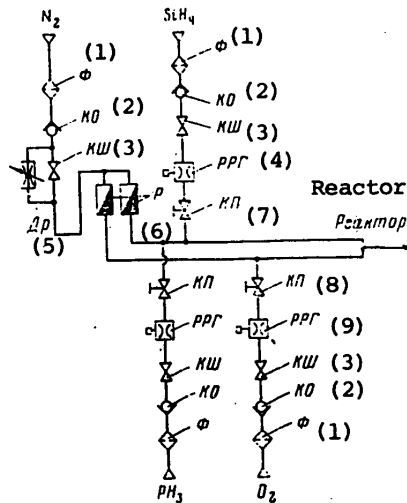 N₂ SiH₄
(1) (1)
Ф Ф
(2) КО КО (2)
КШ (3) КШ (3)
РРГ (4)
Reactor
Р КП (7)
Др (6) Реактор
(5)
КП КП (8)
РРГ РРГ (9)
КШ КШ (3)
КО КО (2)
Ф Ф (1)
PH₃ O₂